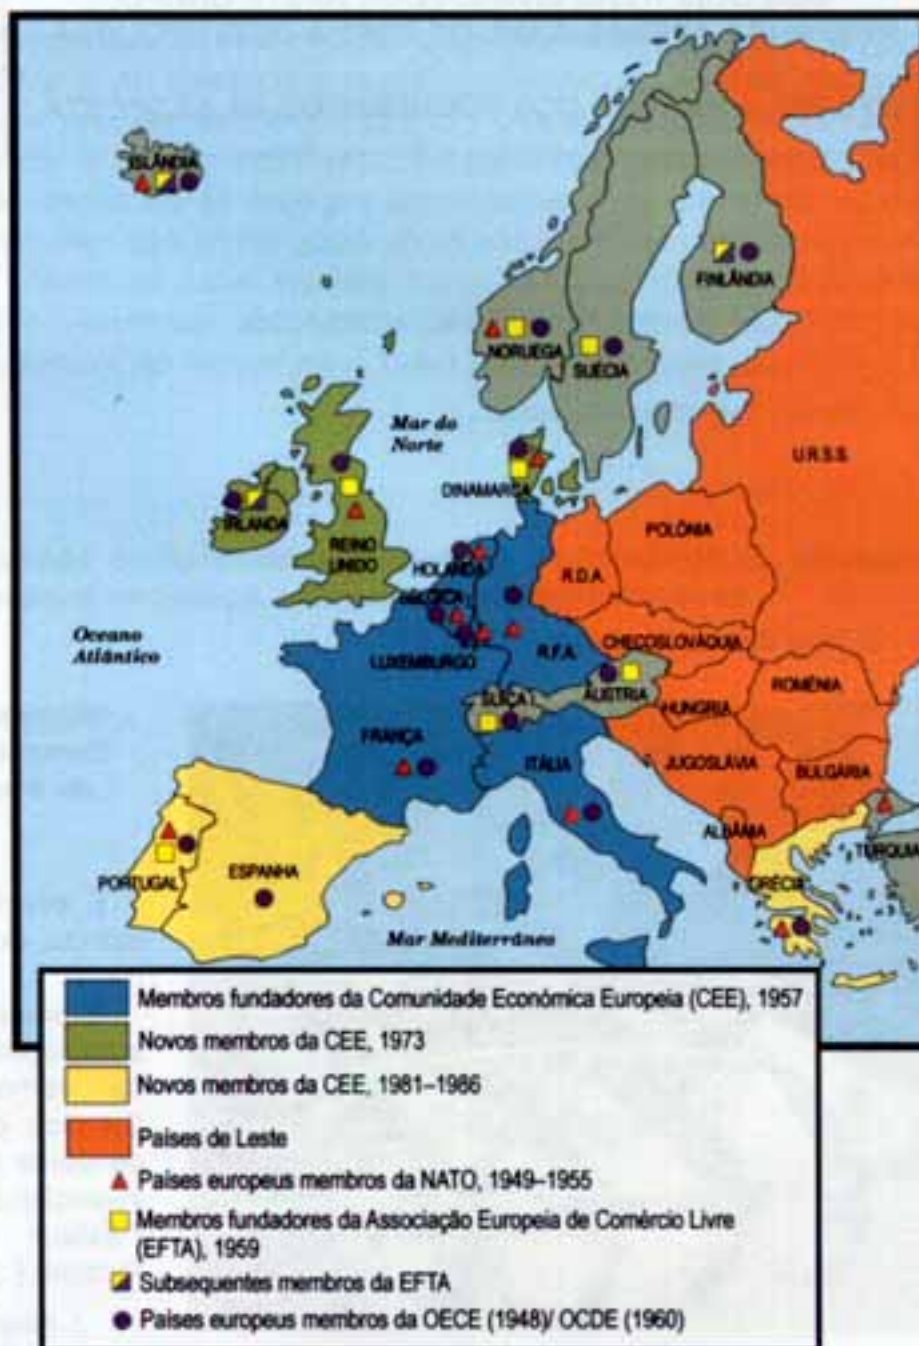 ISLÂNDIA
FINLÂNDIA
NORUEGA
SUÉCIA
Mar do
Norte
U.R.S.S.
DINAMARCA
IRLANDA
REINO
UNIDO
HOLANDA
POLÓNIA
R.D.A.
BÉLGICA
Oceano
Atlântico
LUXEMBURGO
R.F.A.
CHECOSLOVÁQUIA
SUÍÇA
ÁUSTRIA
HUNGRIA
ROMÉNIA
FRANÇA
ITÁLIA
JUGOSLÁVIA
BULGÁRIA
ALBÂNIA
TURQUIA
PORTUGAL
ESPANHA
GRÉCIA
Mar Mediterrâneo
Membros fundadores da Comunidade Económica Europeia (CEE), 1957
Novos membros da CEE, 1973
Novos membros da CEE, 1981–1986
Países de Leste
Países europeus membros da NATO, 1949–1955
Membros fundadores da Associação Europeia de Comércio Livre
(EFTA), 1959
Subsequentes membros da EFTA
Países europeus membros da OECE (1948)/ OCDE (1960)